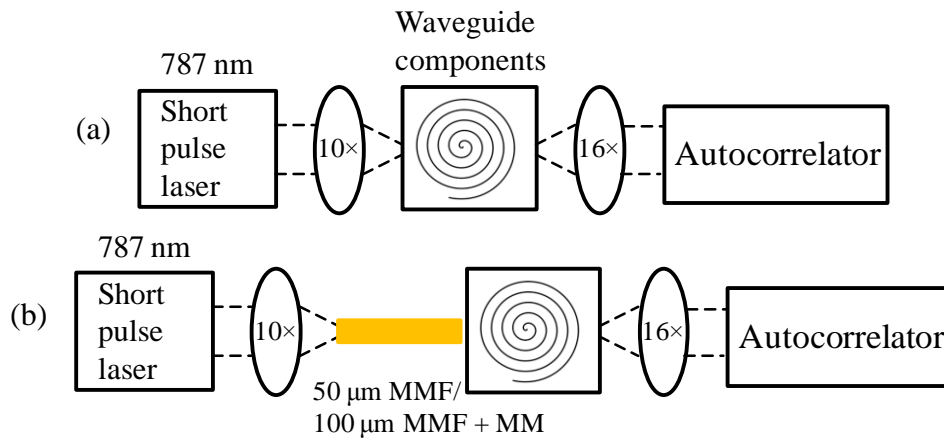 Waveguide
components
787 nm
(a)
Short
pulse
laser
10×
16×
Autocorrelator
787 nm
(b)
Short
pulse
laser
10×
16×
Autocorrelator
50 μm MMF/
100 μm MMF + MM